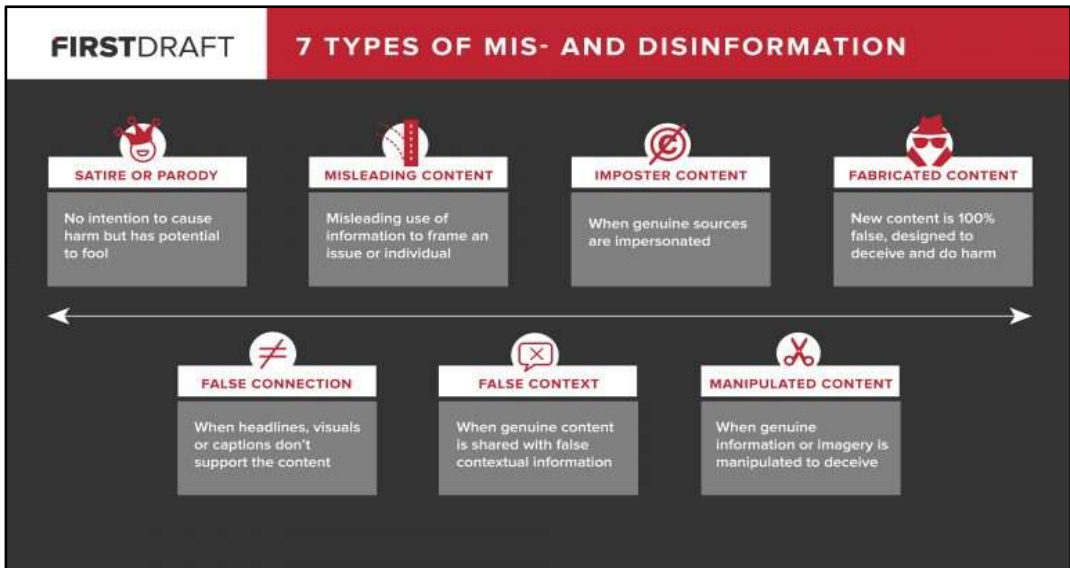 FIRSTDRAFT
7 TYPES OF MIS- AND DISINFORMATION
SATIRE OR PARODY
No intention to cause
harm but has potential
to fool
MISLEADING CONTENT
Misleading use of
information to frame an
issue or individual
IMPOSTER CONTENT
When genuine sources
are impersonated
FABRICATED CONTENT
New content is 100%
false, designed to
deceive and do harm
FALSE CONNECTION
When headlines, visuals
or captions don't
support the content
FALSE CONTEXT
When genuine content
is shared with false
contextual information
MANIPULATED CONTENT
When genuine
information or imagery is
manipulated to deceive